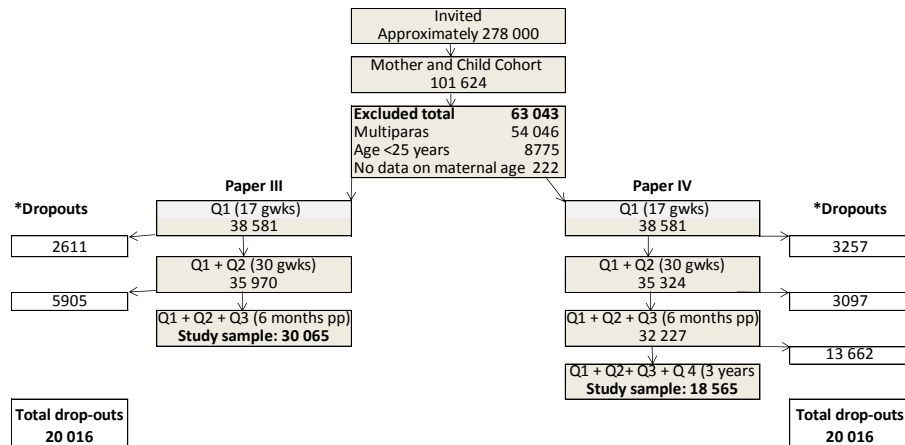 Invited
Approximately 278 000
Mother and Child Cohort
101 624
Excluded total 63 043
Multiparas 54 046
Age <25 years 8775
No data on maternal age 222
Paper III
Paper IV
*Dropouts
Q1 (17 gwks)
38 581
Q1 (17 gwks)
38 581
*Dropouts
2611
3257
Q1 + Q2 (30 gwks)
35 970
Q1 + Q2 (30 gwks)
35 324
5905
3097
Q1 + Q2 + Q3 (6 months pp)
Study sample: 30 065
Q1 + Q2 + Q3 (6 months pp)
32 227
13 662
Q1 + Q2+ Q3 + Q 4 (3 years
Study sample: 18 565
Total drop-outs
20 016
Total drop-outs
20 016